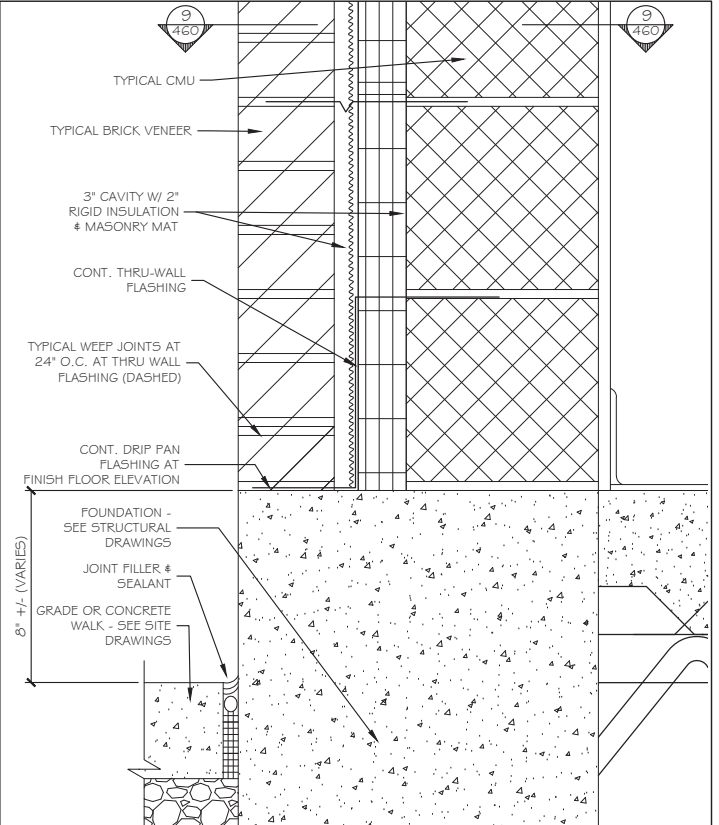 9
460
9
460
TYPICAL CMU
TYPICAL BRICK VENEER
3" CAVITY W/ 2"
RIGID INSULATION
& MASONRY MAT
CONT. THRU-WALL
FLASHING
TYPICAL WEEP JOINTS AT
24" O.C. AT THRU WALL
FLASHING (DASHED)
CONT. DRIP PAN
FLASHING AT
FINISH FLOOR ELEVATION
FOUNDATION -
SEE STRUCTURAL
DRAWINGS
8" +/- (VARIES)
JOINT FILLER &
SEALANT
GRADE OR CONCRETE
WALK - SEE SITE
DRAWINGS